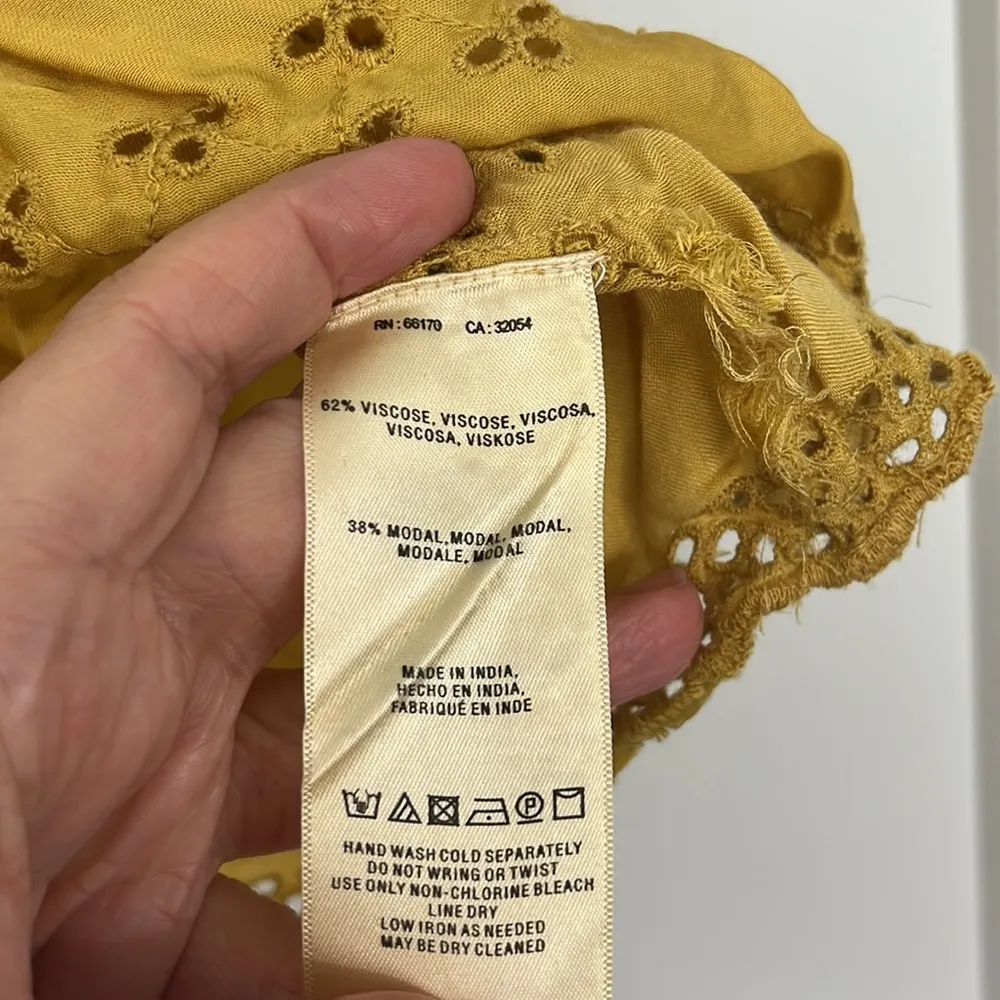 RN : 66170 CA : 32054
62% VISCOSE, VISCOSE, VISCOSA,
VISCOSA, VISKOSE
38% MODAL,MODAL, MODAL,
MODALE, MODAL
MADE IN INDIA,
HECHO EN INDIA,
FABRIQUÉ EN INDE
P
HAND WASH COLD SEPARATELY
DO NOT WRING OR TWIST
USE ONLY NON-CHLORINE BLEACH
LINE DRY
LOW IRON AS NEEDED
MAY BE DRY CLEANED